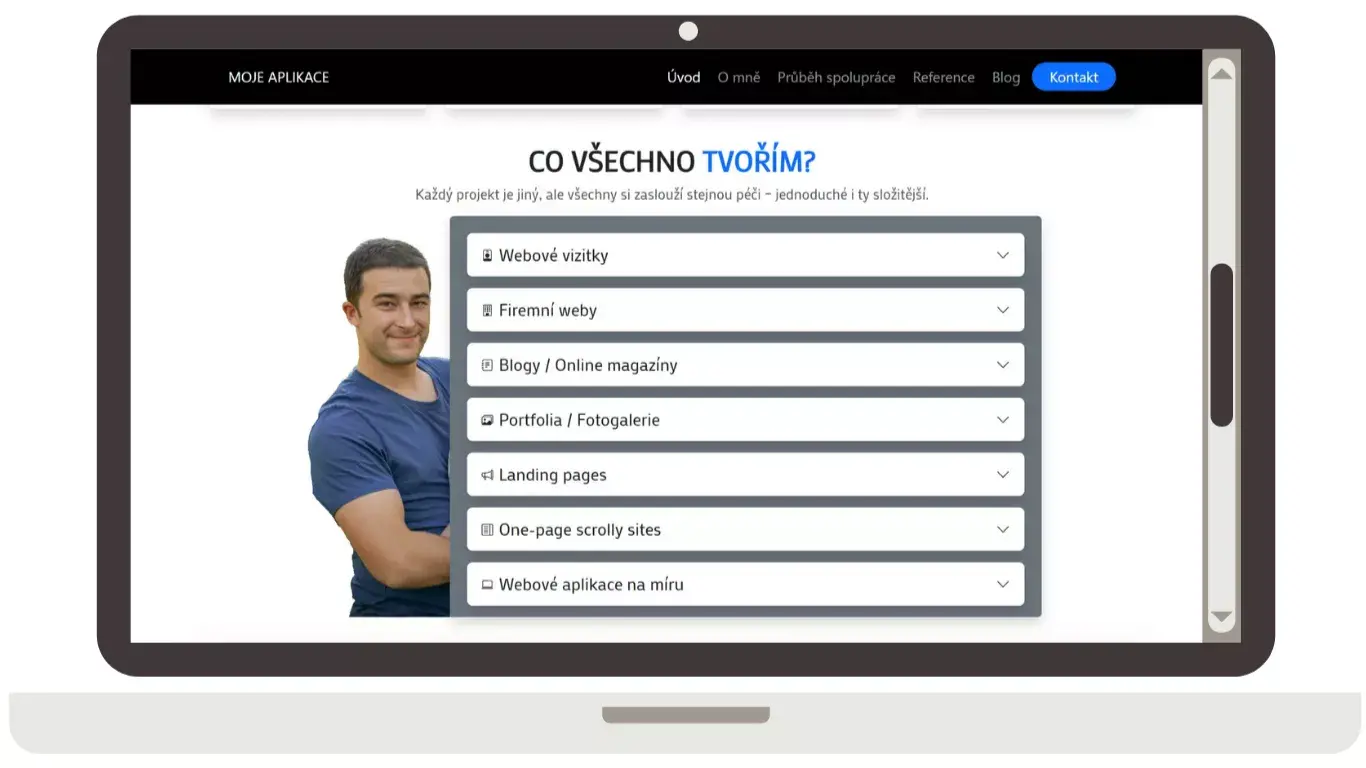 MOJE APLIKACE
Úvod O mně Průběh spolupráce Reference Blog Kontakt
CO VŠECHNO TVOŘÍM?
Každý projekt je jiný, ale všechny si zaslouží stejnou péči – jednoduché i ty složitější.
Webové vizitky
Firemní weby
Blogy / Online magazíny
Portfolia / Fotogalerie
Landing pages
One-page scrolly sites
Webové aplikace na míru